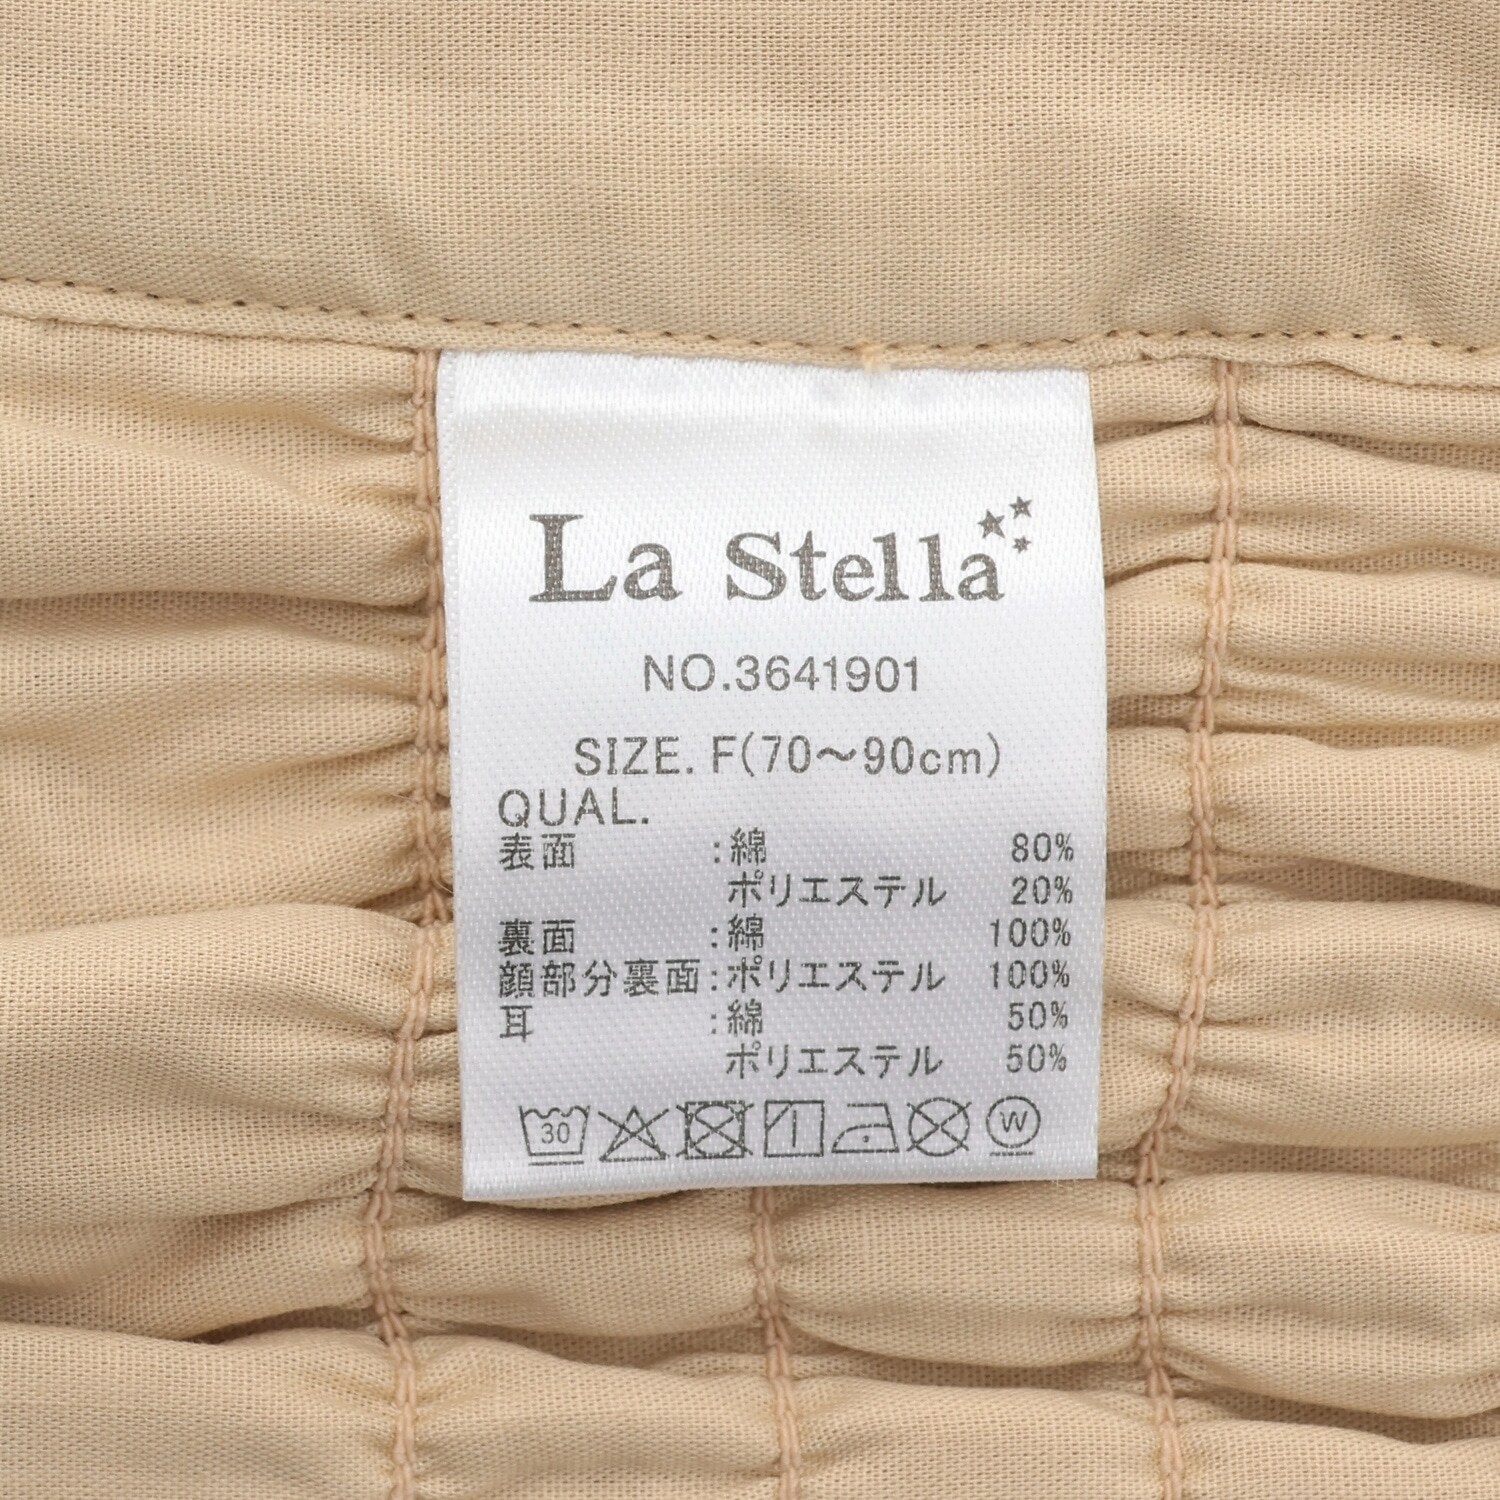 La Stella
NO.3641901
SIZE. F(70～90cm)
QUAL.
表面 :綿 80%
ポリエステル 20%
裏面 :綿 100%
顔部分裏面:ポリエステル 100%
耳 :綿 50%
ポリエステル 50%
30 W